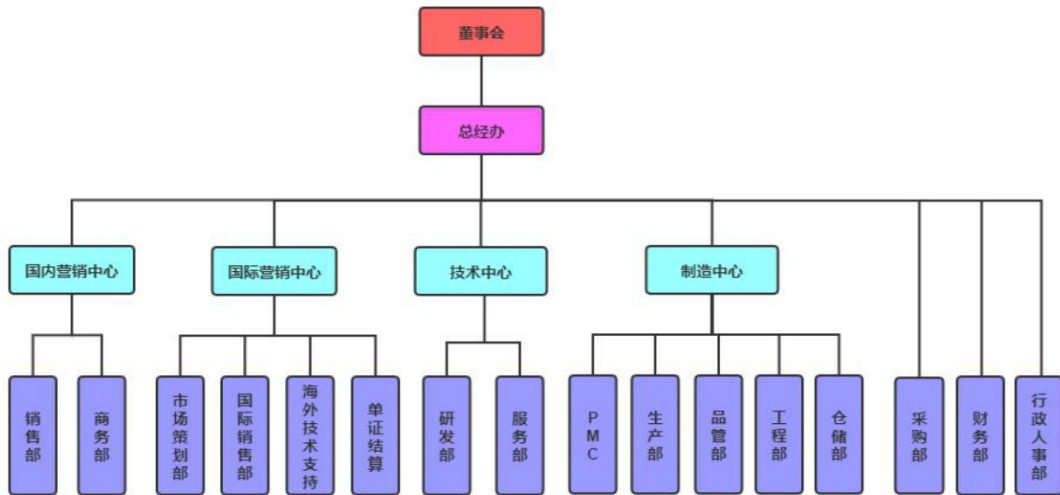 董事会
总经办
国内营销中心
国际营销中心
技术中心
制造中心
销售部
商务部
市场策划部
国际销售部
海外技术支持
单证结算
研发部
服务部
PMC
生产部
品管部
工程部
仓储部
采购部
财务部
行政人事部